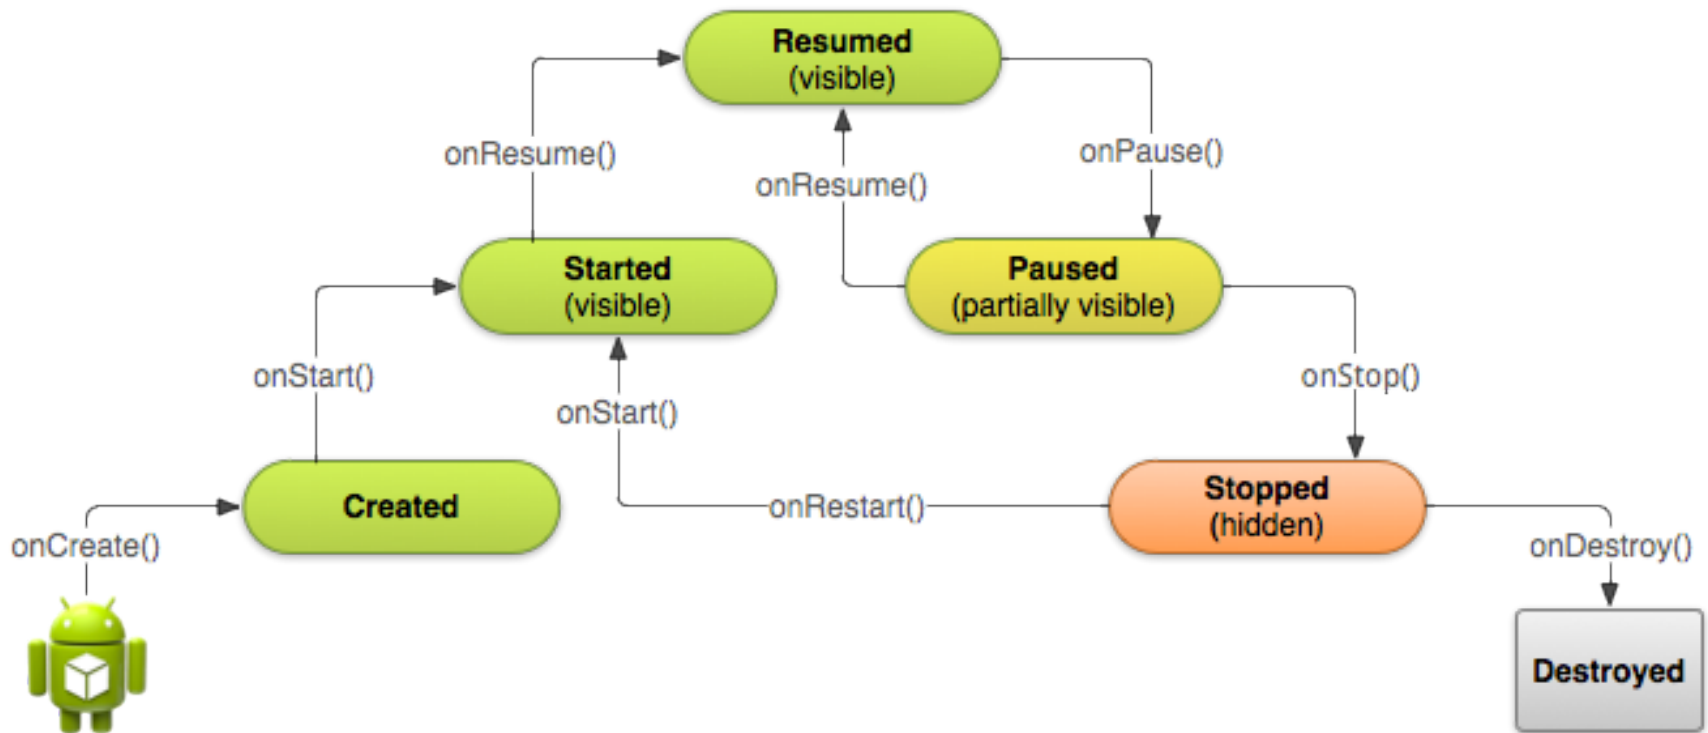 Resumed
(visible)
onResume()
onPause()
onResume()
Started
(visible)
Paused
(partially visible)
onStart()
onStop()
onStart()
Created
onRestart()
Stopped
(hidden)
onCreate()
onDestroy()
Destroyed